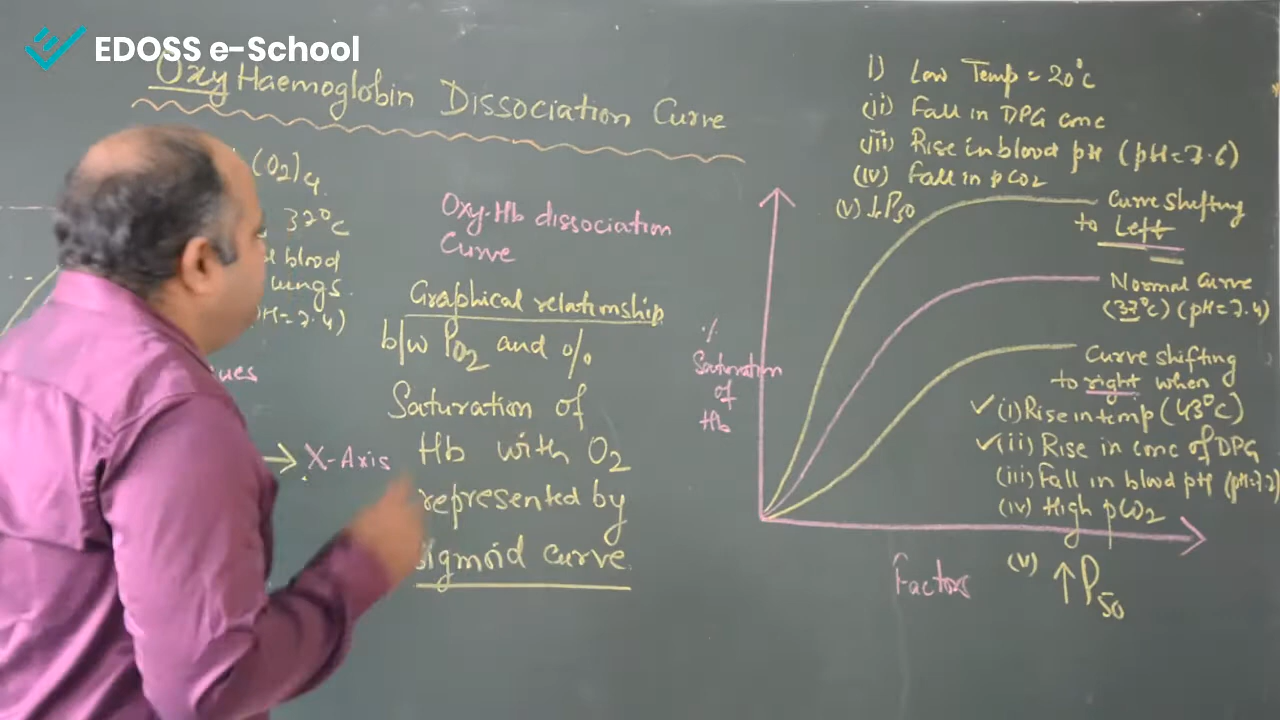 EDOSS e-School
OxyHaemoglobin Dissociation Curve
(O2)4.
37°C
blood
lungs.
pH=7.4)
ues
→ X-Axis
Oxy-Hb dissociation
Curve
Graphical relationship
b/w PO2 and %
Saturation of
Hb with O2
represented by
sigmoid curve.
%
Saturation
of
Hb
Factors
i) Low Temp = 20°C
(ii) Fall in DPG conc
(iii) Rise in blood pH (pH=7.6)
(iv) Fall in pCO2
(v) ↓P50
Curve shifting
to Left
Normal curve
(37°C) (pH=7.4)
Curve shifting
to right when
✓(i) Rise in temp (43°C)
✓(ii) Rise in conc of DPG
(iii) Fall in blood pH (pH=7.2)
(iv) High pCO2
(v) ↑ P50